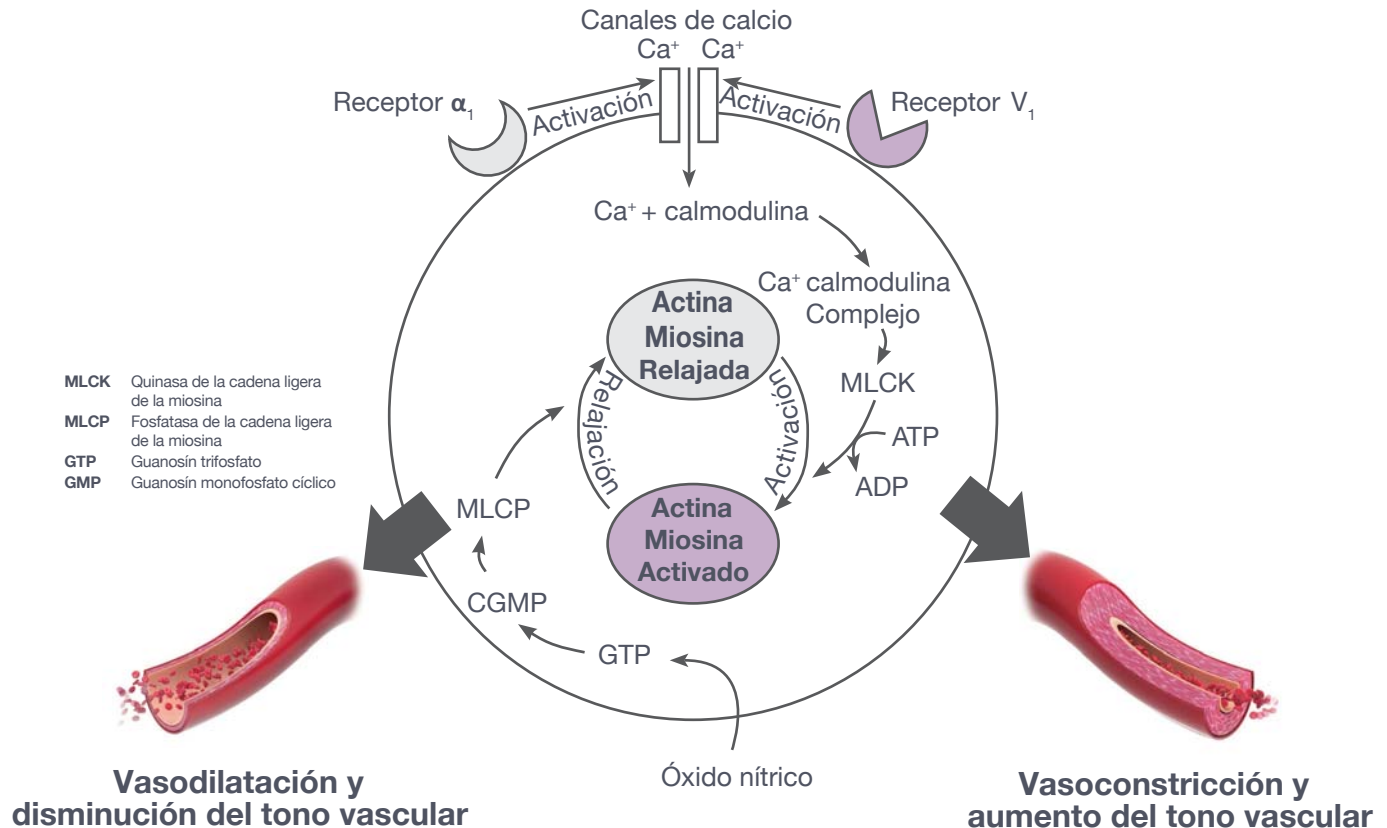 Canales de calcio
Ca⁺ Ca⁺
Receptor α₁
Activación
Activación
Receptor V₁
Ca⁺ + calmodulina
Ca⁺ calmodulina
Complejo
Actina
Miosina
Relajada
MLCK
Relajación
Activación
ATP
ADP
MLCP
Actina
Miosina
Activado
CGMP
GTP
Óxido nítrico
MLCK Quinasa de la cadena ligera
de la miosina
MLCP Fosfatasa de la cadena ligera
de la miosina
GTP Guanosín trifosfato
GMP Guanosín monofosfato cíclico
Vasodilatación y
disminución del tono vascular
Vasoconstricción y
aumento del tono vascular